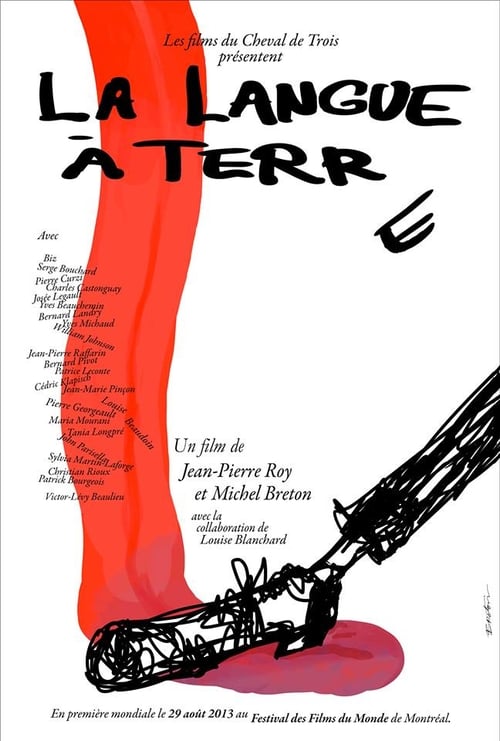 Les films du Cheval de Trois
présentent
LA LANGUE
À TERR
E
Avec
Biz
Serge Bouchard
Pierre Curzi
Charles Castonguay
Josée Legault
Yves Beauchemin
Bernard Landry
Yves Michaud
William Johnson
Jean-Pierre Raffarin
Bernard Pivot
Patrice Leconte
Cédric Klapisch
Jean-Marie Pinçon
Pierre Georgeault
Louise Beaudoin
Maria Mourani
Tania Longpré
John Parisella
Sylvia Martin-Laforge
Christian Rioux
Patrick Bourgeois
Victor-Lévy Beaulieu
Un film de
Jean-Pierre Roy
et Michel Breton
avec la
collaboration de
Louise Blanchard
En première mondiale le 29 août 2013 au Festival des Films du Monde de Montréal.